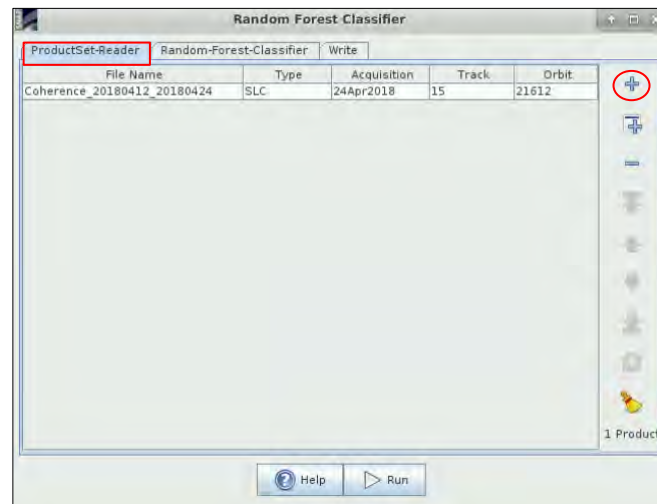 Random Forest Classifier
ProductSet-Reader Random-Forest-Classifier Write
File Name Type Acquisition Track Orbit
Coherence_20180412_20180424 SLC 24Apr2018 15 21612
1 Product
Help Run